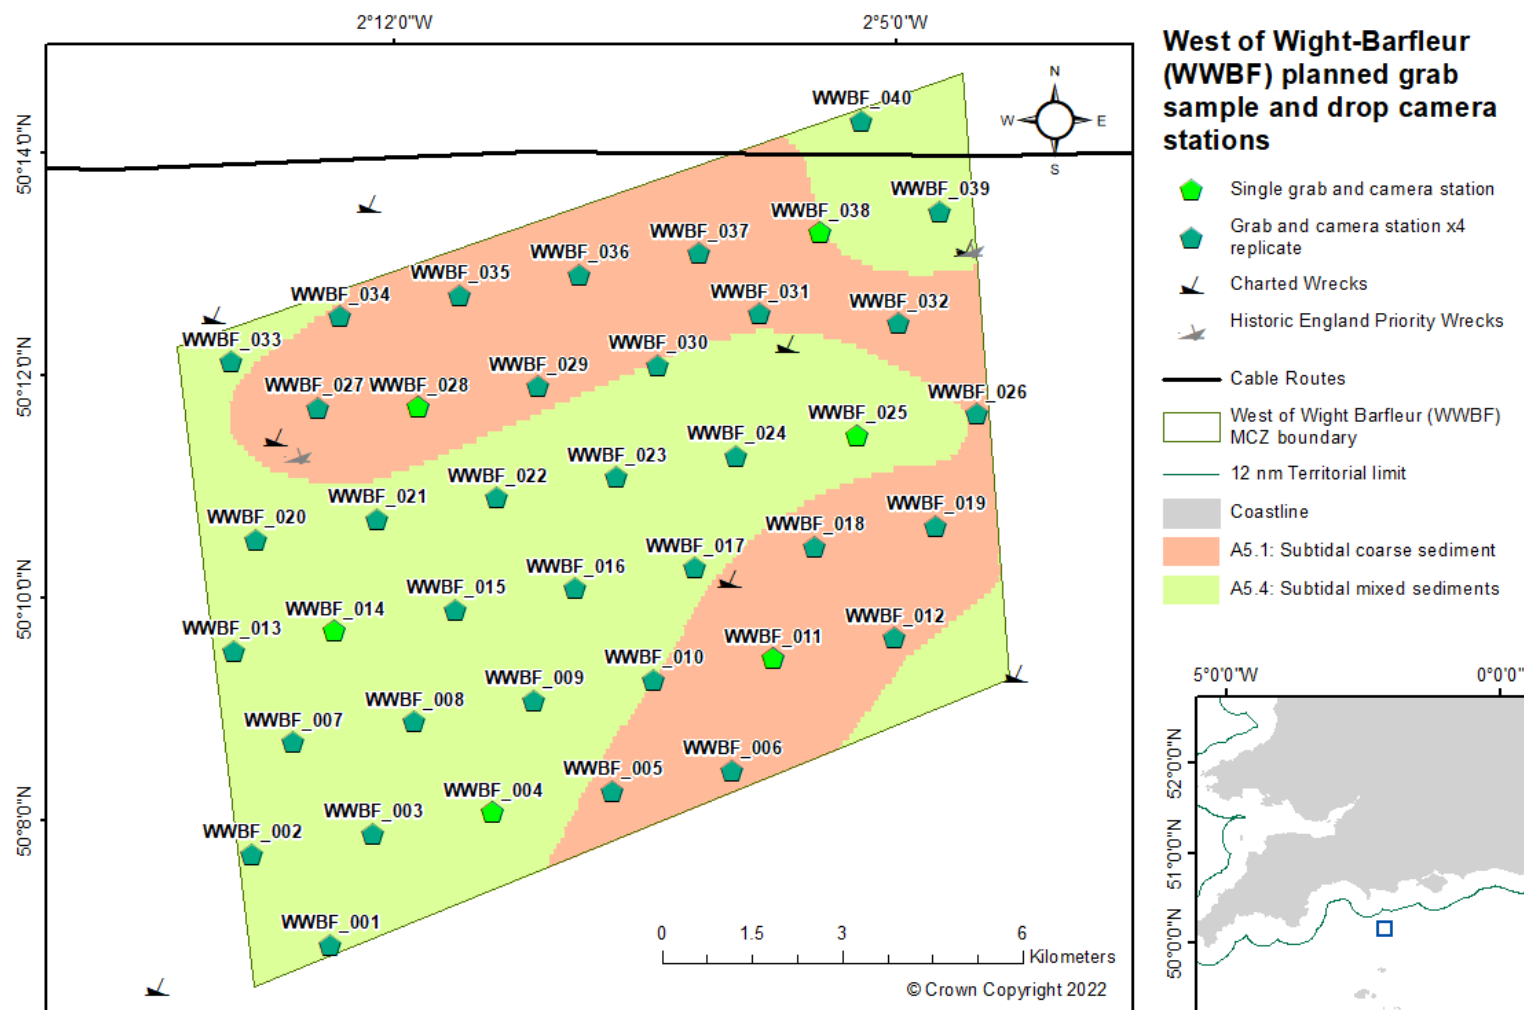 2°12'0"W
2°5'0"W
West of Wight-Barfleur
(WWBF) planned grab
sample and drop camera
stations
N
W
E
S
50°14'0"N
50°12'0"N
50°10'0"N
50°8'0"N
WWBF_040
WWBF_039
WWBF_038
WWBF_037
WWBF_036
WWBF_035
WWBF_034
WWBF_033
WWBF_032
WWBF_031
WWBF_030
WWBF_029
WWBF_028
WWBF_027
WWBF_026
WWBF_025
WWBF_024
WWBF_023
WWBF_022
WWBF_021
WWBF_020
WWBF_019
WWBF_018
WWBF_017
WWBF_016
WWBF_015
WWBF_014
WWBF_013
WWBF_012
WWBF_011
WWBF_010
WWBF_009
WWBF_008
WWBF_007
WWBF_006
WWBF_005
WWBF_004
WWBF_003
WWBF_002
WWBF_001
0
1.5
3
6
Kilometers
© Crown Copyright 2022
Single grab and camera station
Grab and camera station x4
replicate
Charted Wrecks
Historic England Priority Wrecks
Cable Routes
West of Wight Barfleur (WWBF)
MCZ boundary
12 nm Territorial limit
Coastline
A5.1: Subtidal coarse sediment
A5.4: Subtidal mixed sediments
5°0'0"W
0°0'0"
52°0'0"N
51°0'0"N
50°0'0"N